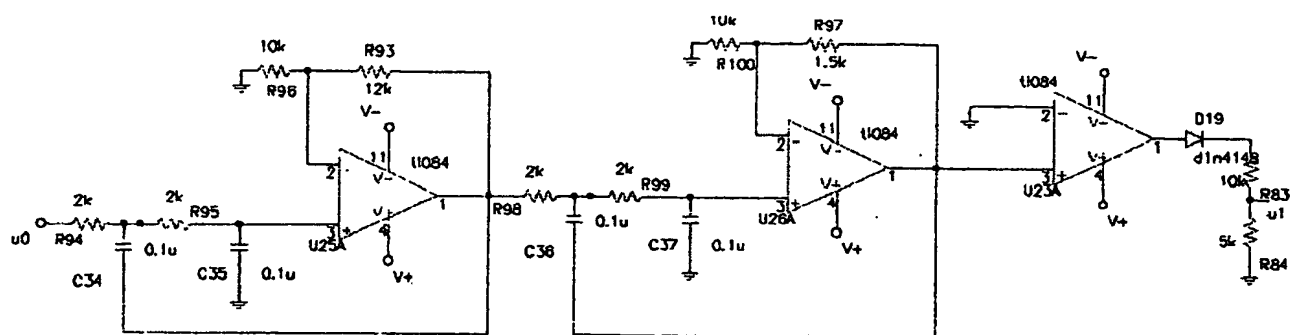 10k
R93
R96
12k
V-
11
tl084
2
V-
2k
2k
R95
u0
R94
0.1u
C34
C35
0.1u
3
+
U25A
V+
4
1
V+
10k
R97
R100
1.5k
V-
11
tl084
2
-
V-
R98
2k
2k
R99
0.1u
C36
C37
0.1u
3
+
U26A
V+
4
1
V+
V-
tl084
11
2
-
V-
3
+
U23A
V+
4
1
V+
D19
d1n4148
10k
R83
u1
5k
R84